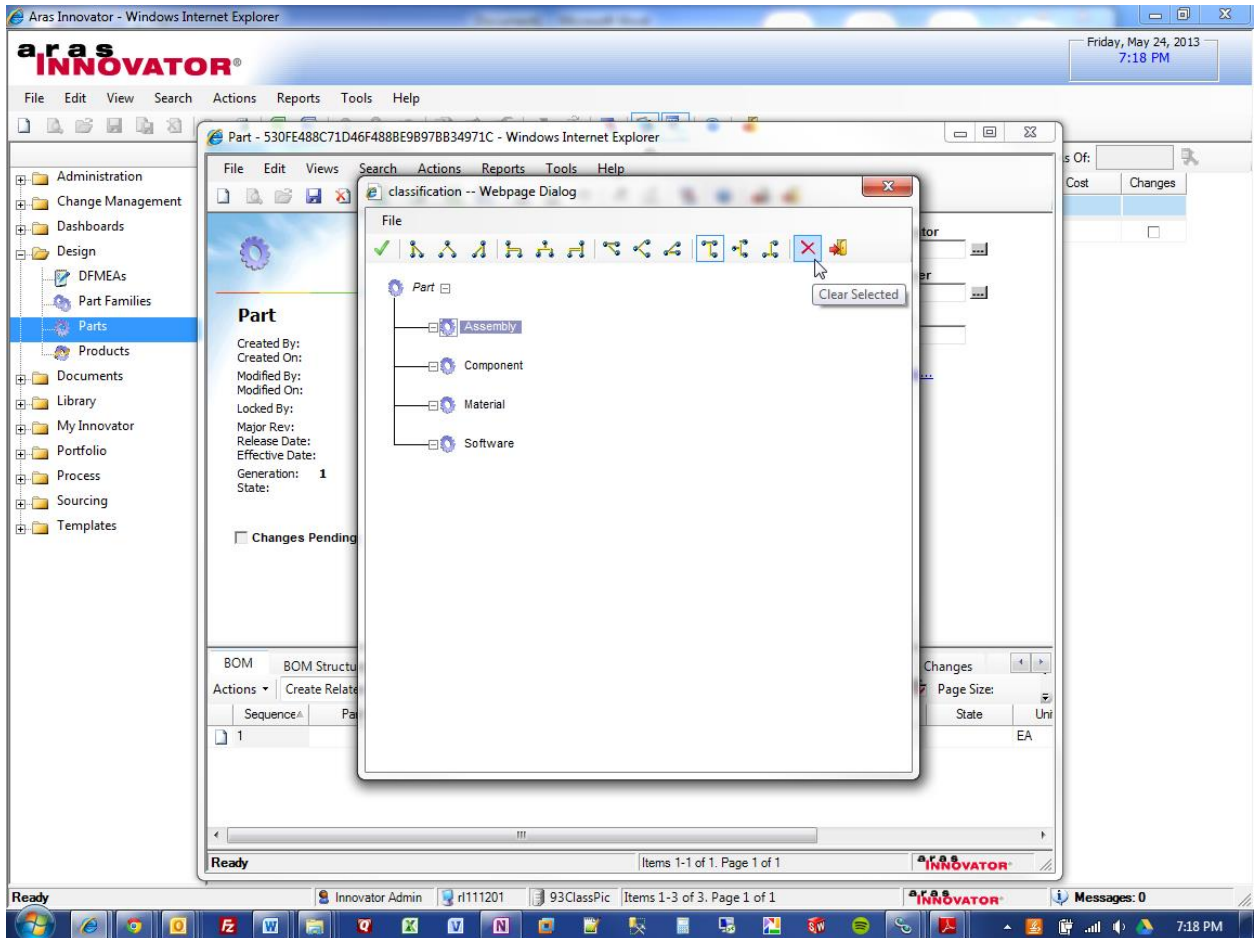 Aras Innovator - Windows Internet Explorer
aras
INNOVATOR®
Friday, May 24, 2013
7:18 PM
File Edit View Search Actions Reports Tools Help
Part - 530FE488C71D46F488BE9B97BB34971C - Windows Internet Explorer
File Edit Views Search Actions Reports Tools Help
s Of:
Cost Changes
Administration
Change Management
Dashboards
Design
DFMEAs
Part Families
Parts
Products
Documents
Library
My Innovator
Portfolio
Process
Sourcing
Templates
Part
Created By:
Created On:
Modified By:
Modified On:
Locked By:
Major Rev:
Release Date:
Effective Date:
Generation: 1
State:
Changes Pending
tor
...
er
...
...
classification -- Webpage Dialog
File
Clear Selected
Part
Assembly
Component
Material
Software
BOM BOM Structu Changes
Actions Create Relate Page Size:
Sequence Pa State Uni
1 EA
Ready Items 1-1 of 1. Page 1 of 1 aras INNOVATOR
Ready Innovator Admin rl111201 93ClassPic Items 1-3 of 3. Page 1 of 1 aras INNOVATOR Messages: 0
7:18 PM